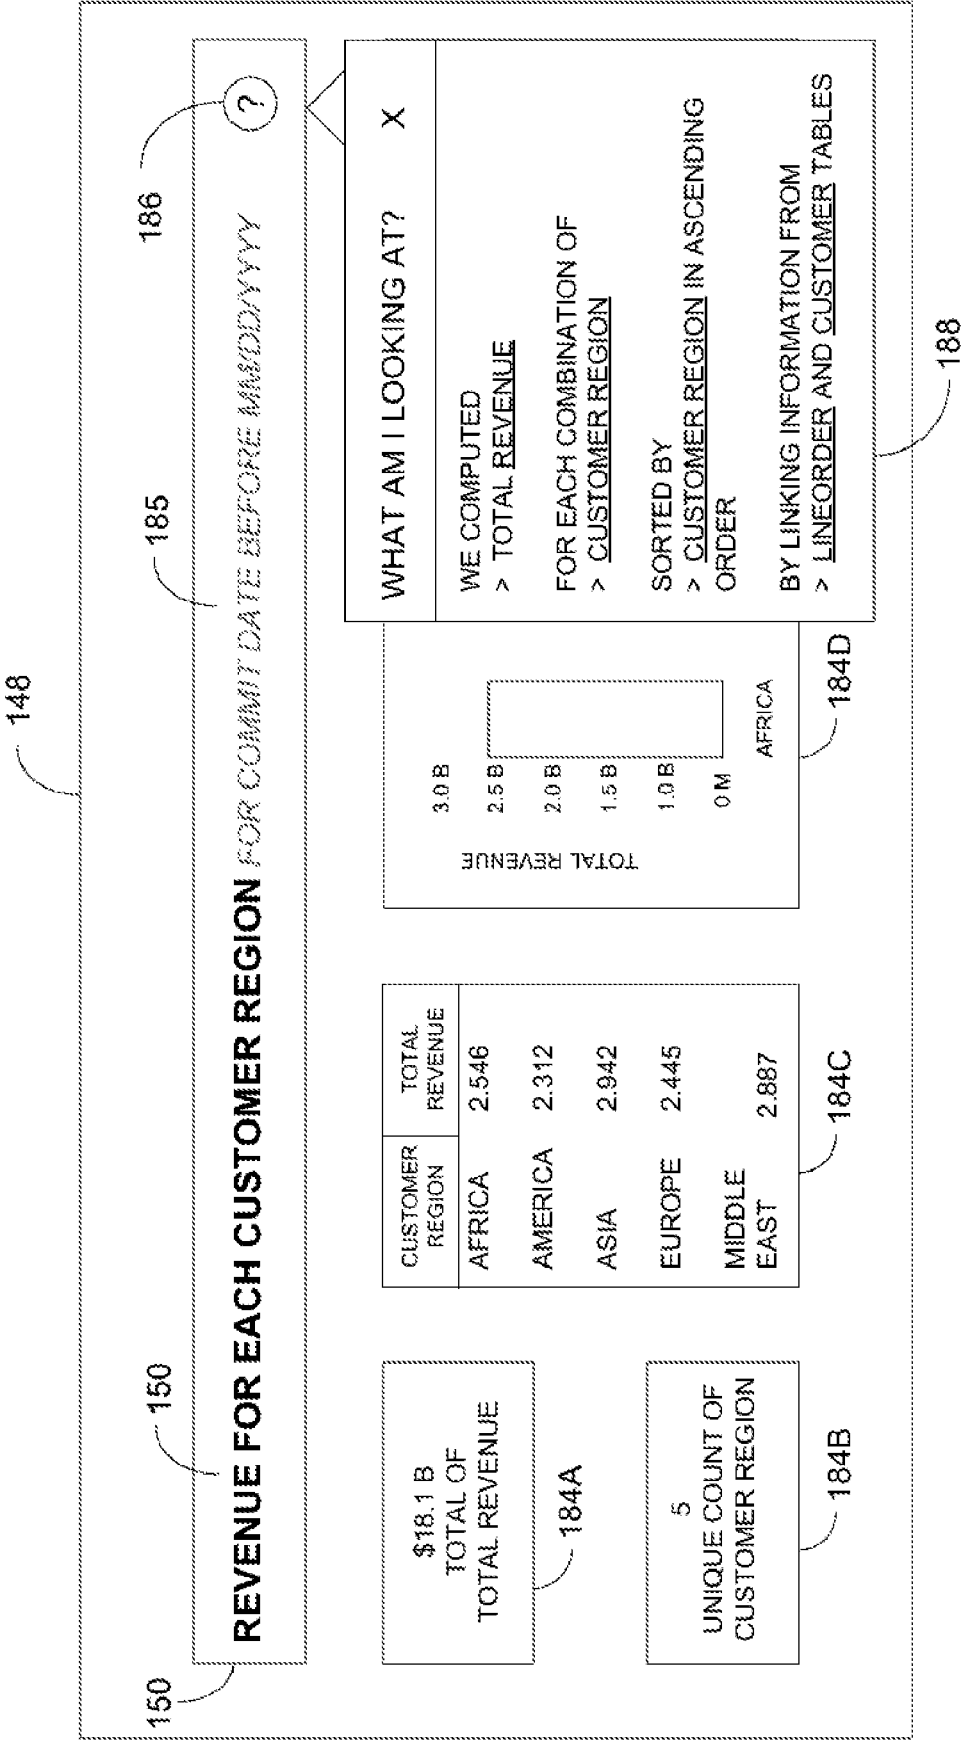 148
150
150
185
186
REVENUE FOR EACH CUSTOMER REGION FOR COMMIT DATE BEFORE MM/DD/YYYY ?
$18.1 B
TOTAL OF
TOTAL REVENUE
184A
5
UNIQUE COUNT OF
CUSTOMER REGION
184B
CUSTOMER REGION TOTAL REVENUE
AFRICA 2.546
AMERICA 2.312
ASIA 2.942
EUROPE 2.445
MIDDLE
EAST 2.887
184C
TOTAL REVENUE
3.0 B
2.5 B
2.0 B
1.5 B
1.0 B
0 M
AFRICA
184D
WHAT AM I LOOKING AT? X
WE COMPUTED
> TOTAL REVENUE
FOR EACH COMBINATION OF
> CUSTOMER REGION
SORTED BY
> CUSTOMER REGION IN ASCENDING
ORDER
BY LINKING INFORMATION FROM
> LINEORDER AND CUSTOMER TABLES
188